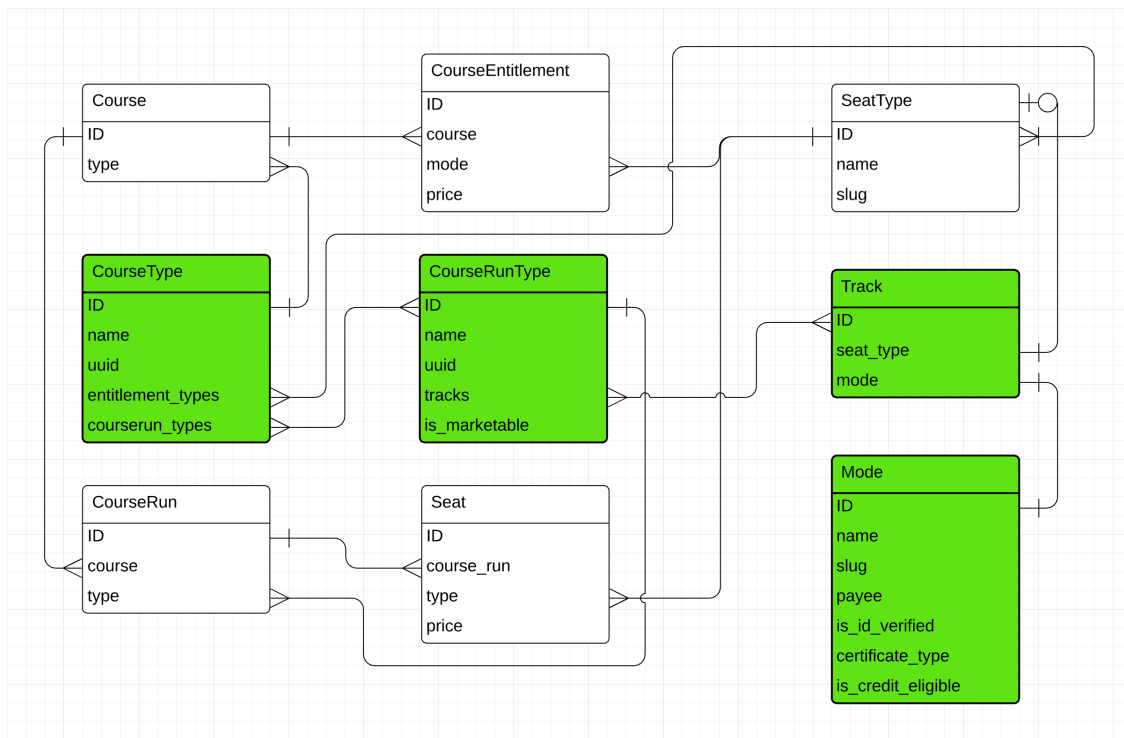 Course
ID
type
CourseEntitlement
ID
course
mode
price
SeatType
ID
name
slug
CourseType
ID
name
uuid
entitlement_types
courserun_types
CourseRunType
ID
name
uuid
tracks
is_marketable
Track
ID
seat_type
mode
CourseRun
ID
course
type
Seat
ID
course_run
type
price
Mode
ID
name
slug
payee
is_id_verified
certificate_type
is_credit_eligible